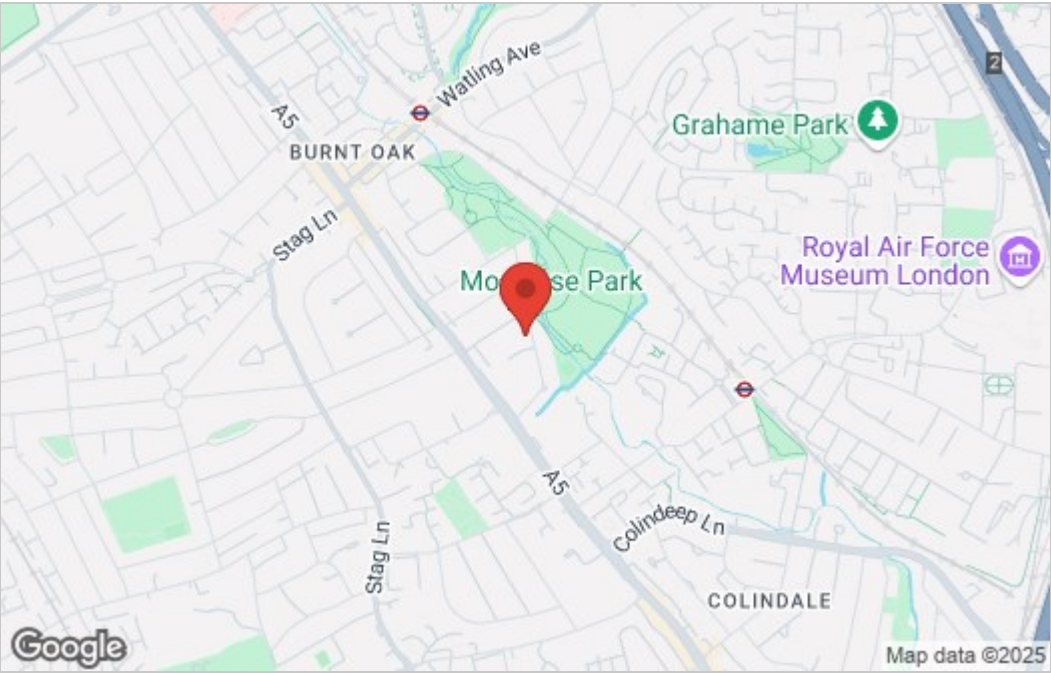 Watling Ave
A5
BURNT OAK
Grahame Park
2
Stag Ln
Royal Air Force
Museum London
Park
A5
Colindeep Ln
Stag Ln
COLINDALE
Google
Map data ©2025